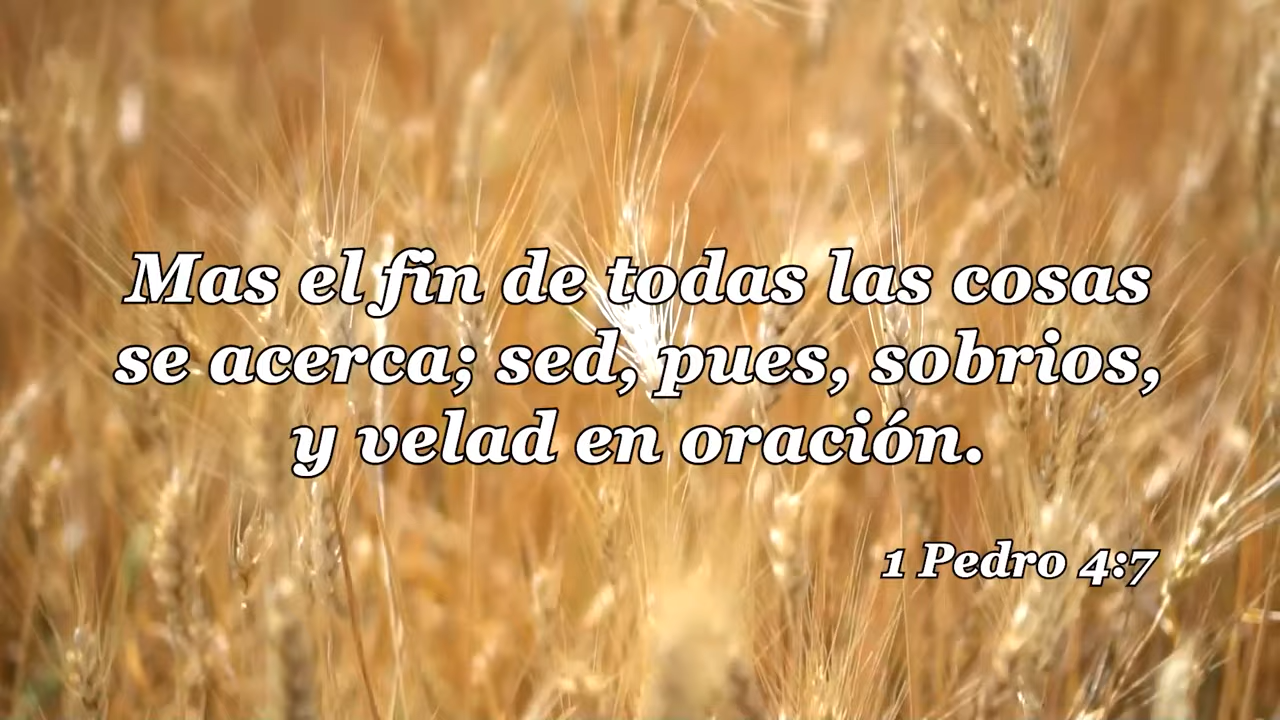 Mas el fin de todas las cosas
se acerca; sed, pues, sobrios,
y velad en oración.
1 Pedro 4:7